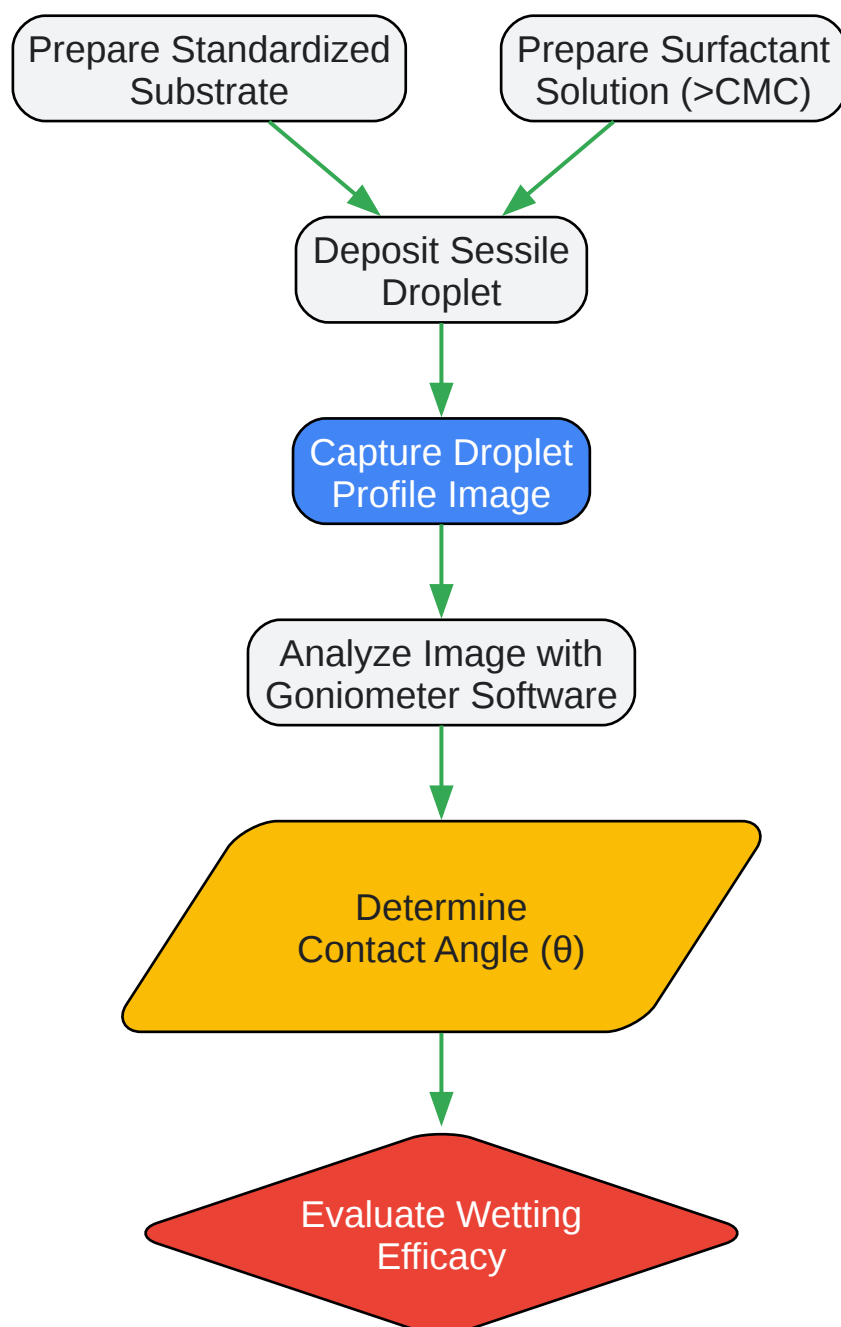 Prepare Standardized
Substrate
Prepare Surfactant
Solution (>CMC)
Deposit Sessile
Droplet
Capture Droplet
Profile Image
Analyze Image with
Goniometer Software
Determine
Contact Angle (θ)
Evaluate Wetting
Efficacy